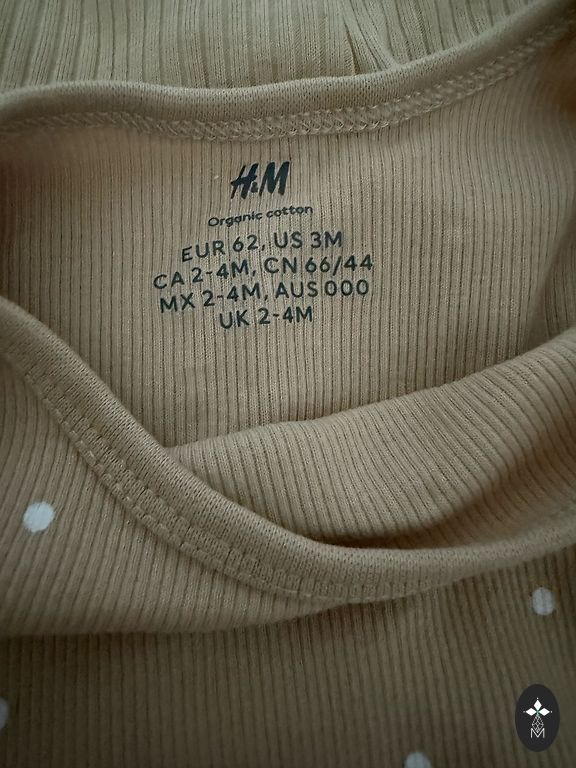 H&M
Organic cotton
EUR 62, US 3M
CA 2-4M, CN 66/44
MX 2-4M, AUS 000
UK 2-4M
M